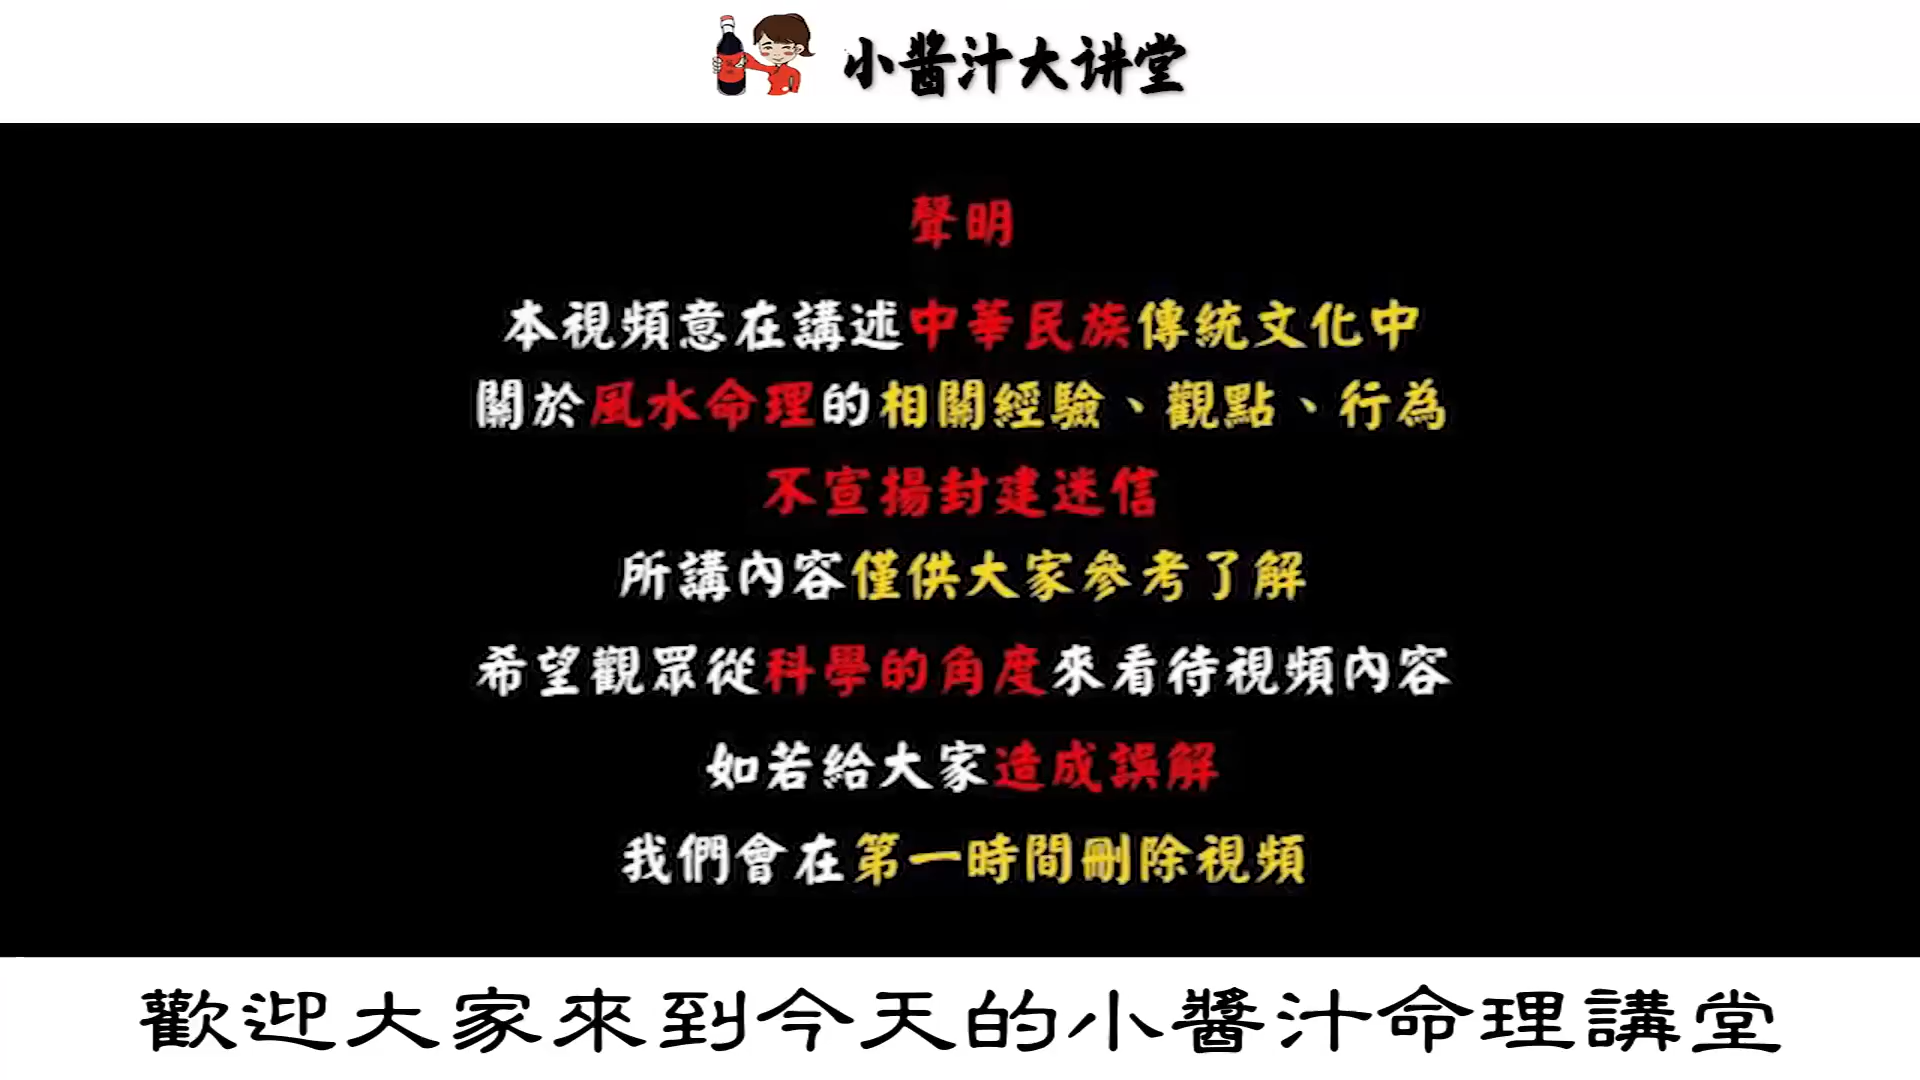 小醬汁大讲堂
聲明
本視頻意在講述中華民族傳統文化中
關於風水命理的相關經驗、觀點、行為
不宣揚封建迷信
所講內容僅供大家參考了解
希望觀眾從科學的角度來看待視頻內容
如若給大家造成誤解
我們會在第一時間刪除視頻
歡迎大家來到今天的小醬汁命理講堂